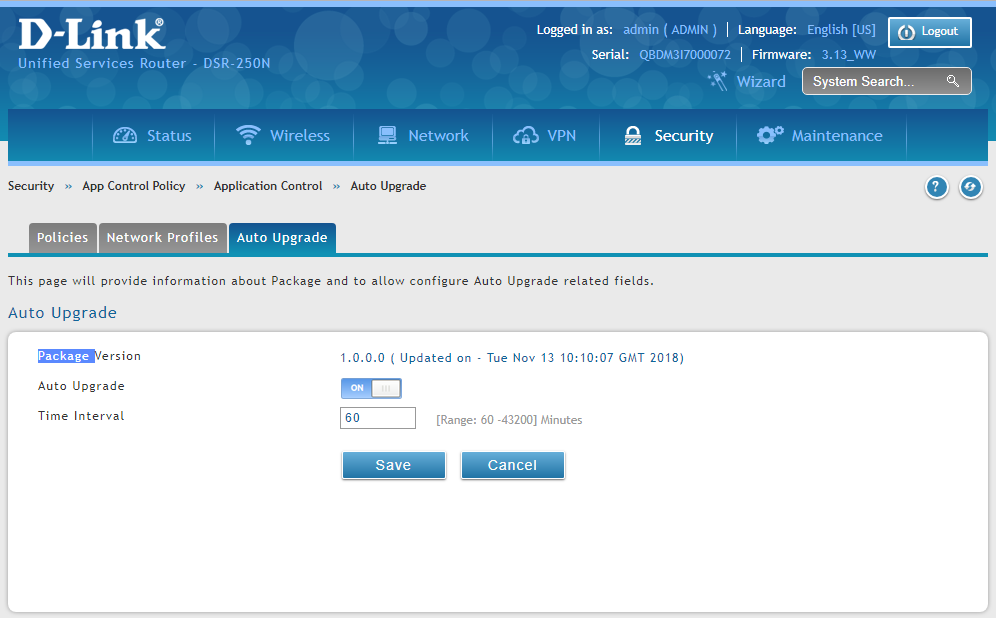 D-Link®
Unified Services Router - DSR-250N
Logged in as: admin ( ADMIN ) | Language: English [US]
Serial: QBDM3I7000072 | Firmware: 3.13_WW
Logout
Wizard
System Search...
Status Wireless Network VPN Security Maintenance
Security » App Control Policy » Application Control » Auto Upgrade
?
Policies Network Profiles Auto Upgrade
This page will provide information about Package and to allow configure Auto Upgrade related fields.
Auto Upgrade
Package Version 1.0.0.0 ( Updated on - Tue Nov 13 10:10:07 GMT 2018)
Auto Upgrade ON
Time Interval 60 [Range: 60 -43200] Minutes
Save Cancel